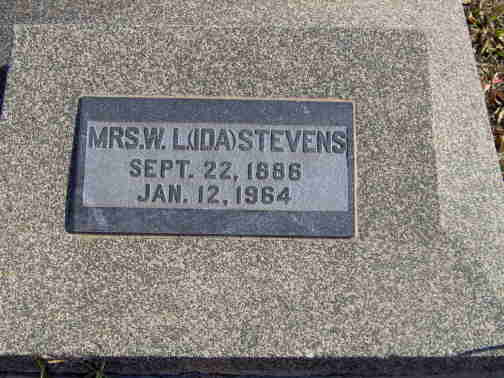 MRS.W. L.(IDA) STEVENS
SEPT. 22, 1886
JAN. 12, 1964